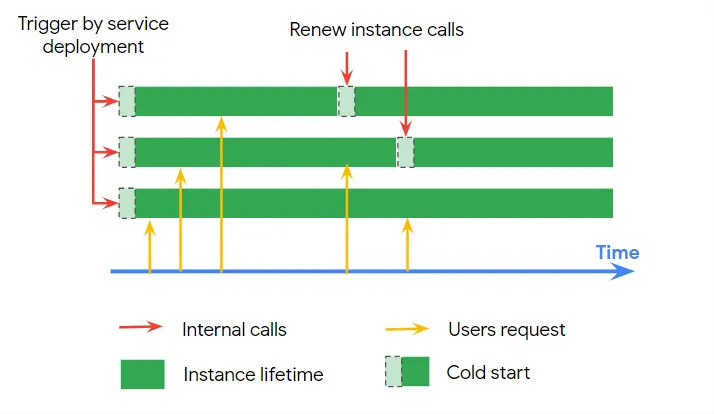 Trigger by service
deployment
Renew instance calls
Time
Internal calls
Users request
Instance lifetime
Cold start